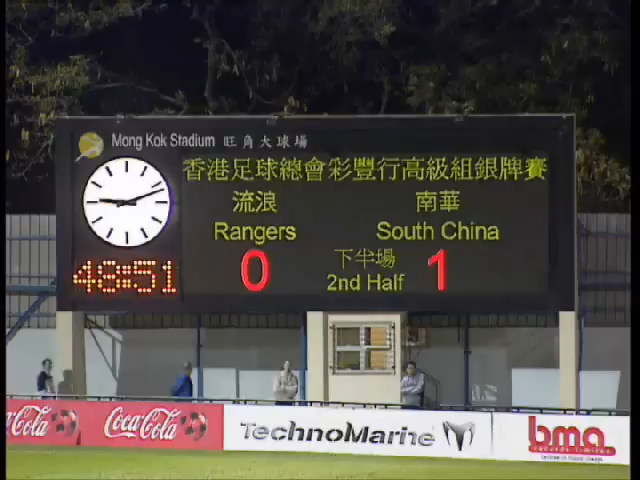 Mong Kok Stadium 旺角大球場
香港足球總會彩豐行高級組銀牌賽
流浪 南華
Rangers South China
0 下半場 1
2nd Half
48:51
Coca-Cola Coca-Cola TechnoMarine bma
records limited